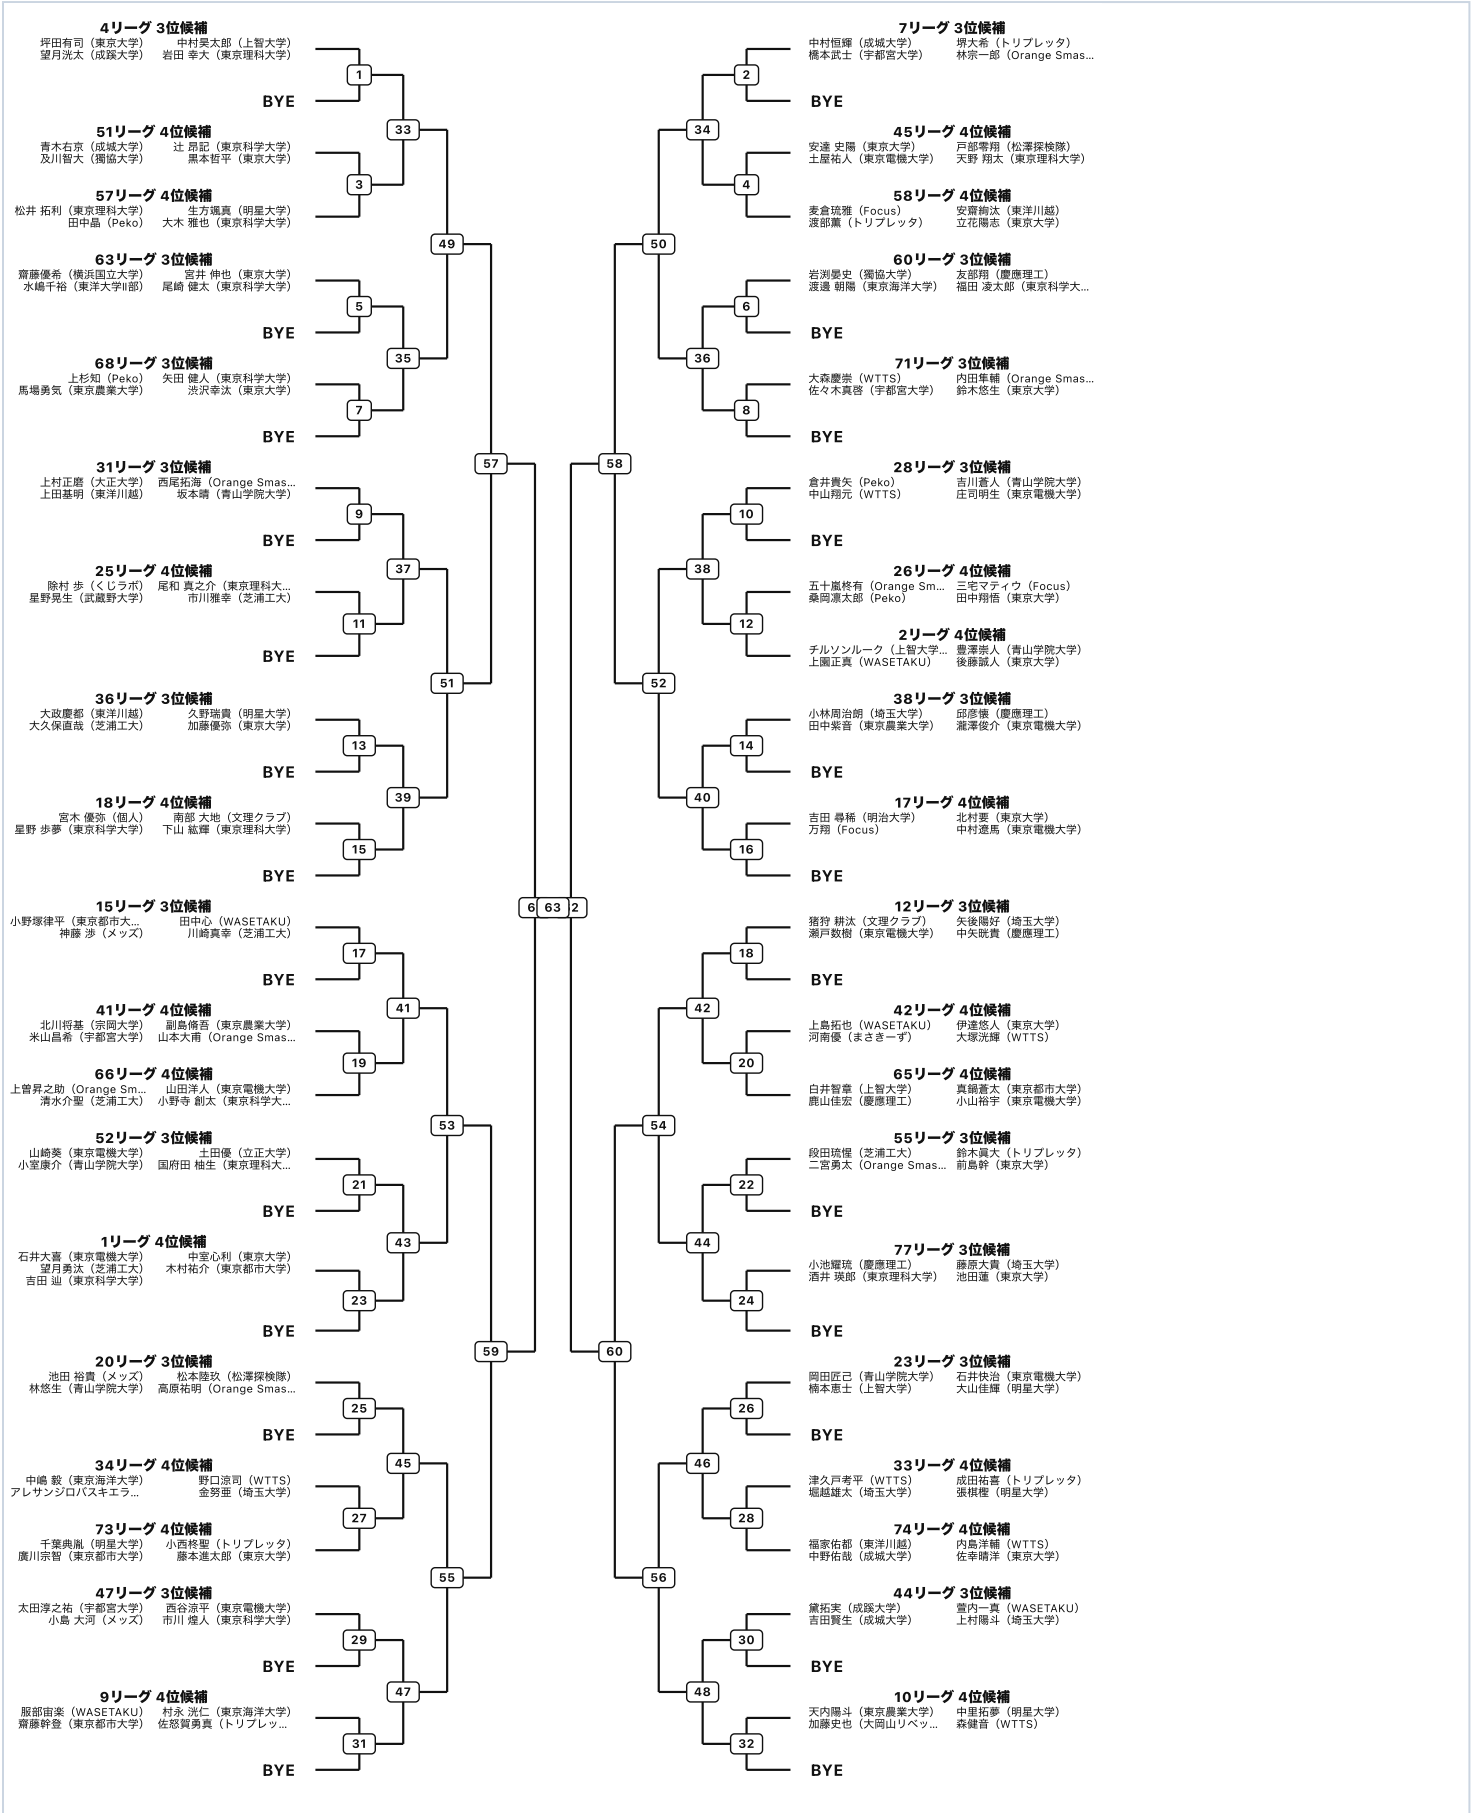 4リーグ 3位候補
坪田有司（東京大学） 中村昊太郎（上智大学）
望月洸太（成蹊大学） 岩田 幸大（東京理科大学）
1
BYE
33
51リーグ 4位候補
青木右京（成城大学） 辻 昂記（東京科学大学）
及川智大（獨協大学） 黒本哲平（東京大学）
3
57リーグ 4位候補
松井 拓利（東京理科大学） 生方颯真（明星大学）
田中晶（Peko） 大木 雅也（東京科学大学）
49
63リーグ 3位候補
齋藤優希（横浜国立大学） 宮井 伸也（東京大学）
水嶋千裕（東洋大学II部） 尾崎 健太（東京科学大学）
5
BYE
35
68リーグ 3位候補
上杉知（Peko） 矢田 健人（東京科学大学）
馬場勇気（東京農業大学） 渋沢幸汰（東京大学）
7
BYE
57
31リーグ 3位候補
上村正磨（大正大学） 西尾拓海（Orange Smas...
上田基明（東洋川越） 坂本晴（青山学院大学）
9
BYE
37
25リーグ 4位候補
除村 歩（くじラボ） 尾和 真之介（東京理科大...
星野晃生（武蔵野大学） 市川雅幸（芝浦工大）
11
BYE
51
36リーグ 3位候補
大政慶都（東洋川越） 久野瑞貴（明星大学）
大久保直哉（芝浦工大） 加藤優弥（東京大学）
13
BYE
39
18リーグ 4位候補
宮木 優弥（個人） 南部 大地（文理クラブ）
星野 歩夢（東京科学大学） 下山 紘輝（東京理科大学）
15
BYE
6 63 2
15リーグ 3位候補
小野塚律平（東京都市大... 田中心（WASETAKU）
神藤 渉（メッズ） 川崎真幸（芝浦工大）
17
BYE
41
41リーグ 4位候補
北川将基（宗岡大学） 副島脩吾（東京農業大学）
米山昌希（宇都宮大学） 山本大甫（Orange Smas...
19
66リーグ 4位候補
上曽昇之助（Orange Sm... 山田洋人（東京電機大学）
清水介聖（芝浦工大） 小野寺 創太（東京科学大...
53
52リーグ 3位候補
山崎葵（東京電機大学） 土田優（立正大学）
小室康介（青山学院大学） 国府田 柚生（東京理科大...
21
BYE
43
1リーグ 4位候補
石井大喜（東京電機大学） 中室心利（東京大学）
望月勇汰（芝浦工大） 木村祐介（東京都市大学）
吉田 辿（東京科学大学）
23
BYE
59
20リーグ 3位候補
池田 裕貴（メッズ） 松本陸玖（松澤探検隊）
林悠生（青山学院大学） 高原祐明（Orange Smas...
25
BYE
45
34リーグ 4位候補
中嶋 毅（東京海洋大学） 野口涼司（WTTS）
アレサンジロパスキエラ... 金努亜（埼玉大学）
27
73リーグ 4位候補
千葉典胤（明星大学） 小西柊聖（トリプレッタ）
廣川宗智（東京都市大学） 藤本進太郎（東京大学）
55
47リーグ 3位候補
太田淳之祐（宇都宮大学） 西谷涼平（東京電機大学）
小島 大河（メッズ） 市川 煌人（東京科学大学）
29
BYE
47
9リーグ 4位候補
服部宙楽（WASETAKU） 村永 洸仁（東京海洋大学）
齋藤幹登（東京都市大学） 佐怒賀勇真（トリプレッ...
31
BYE
7リーグ 3位候補
中村恒輝（成城大学） 堺大希（トリプレッタ）
橋本武士（宇都宮大学） 林宗一郎（Orange Smas...
2
BYE
34
45リーグ 4位候補
安達 史陽（東京大学） 戸部零翔（松澤探検隊）
土屋祐人（東京電機大学） 天野 翔太（東京理科大学）
4
58リーグ 4位候補
麦倉琉雅（Focus） 安齋絢汰（東洋川越）
渡部薫（トリプレッタ） 立花陽志（東京大学）
50
60リーグ 3位候補
岩渕晏史（獨協大学） 友部翔（慶應理工）
渡邉 朝陽（東京海洋大学） 福田 凌太郎（東京科学大...
6
BYE
36
71リーグ 3位候補
大森慶崇（WTTS） 内田隼輔（Orange Smas...
佐々木真啓（宇都宮大学） 鈴木悠生（東京大学）
8
BYE
58
28リーグ 3位候補
倉井貴矢（Peko） 吉川蒼人（青山学院大学）
中山翔元（WTTS） 庄司明生（東京電機大学）
10
BYE
38
26リーグ 4位候補
五十嵐柊有（Orange Sm... 三宅マティウ（Focus）
桑岡凛太郎（Peko） 田中翔悟（東京大学）
12
2リーグ 4位候補
チルソンルーク（上智大学... 豊澤崇人（青山学院大学）
上園正真（WASETAKU） 後藤誠人（東京大学）
52
38リーグ 3位候補
小林周治朗（埼玉大学） 邱彦懐（慶應理工）
田中紫音（東京農業大学） 瀧澤俊介（東京電機大学）
14
BYE
40
17リーグ 4位候補
吉田 尋稀（明治大学） 北村要（東京大学）
万翔（Focus） 中村遼馬（東京電機大学）
16
BYE
12リーグ 3位候補
猪狩 耕汰（文理クラブ） 矢後陽好（埼玉大学）
瀬戸数樹（東京電機大学） 中矢晄貴（慶應理工）
18
BYE
42
42リーグ 4位候補
上島拓也（WASETAKU） 伊達悠人（東京大学）
河南優（まさきーず） 大塚洸輝（WTTS）
20
65リーグ 4位候補
白井智章（上智大学） 真鍋蒼太（東京都市大学）
鹿山佳宏（慶應理工） 小山裕宇（東京電機大学）
54
55リーグ 3位候補
段田琉惺（芝浦工大） 鈴木眞大（トリプレッタ）
二宮勇太（Orange Smas... 前島幹（東京大学）
22
BYE
44
77リーグ 3位候補
小池耀琉（慶應理工） 藤原大貴（埼玉大学）
酒井 瑛郎（東京理科大学） 池田蓮（東京大学）
24
BYE
60
23リーグ 3位候補
岡田匠己（青山学院大学） 石井快治（東京電機大学）
楠本恵士（上智大学） 大山佳輝（明星大学）
26
BYE
46
33リーグ 4位候補
津久戸考平（WTTS） 成田祐喜（トリプレッタ）
堀越雄太（埼玉大学） 張棋樫（明星大学）
28
74リーグ 4位候補
福家佑都（東洋川越） 内島洋輔（WTTS）
中野佑哉（成城大学） 佐幸晴洋（東京大学）
56
44リーグ 3位候補
黛拓実（成蹊大学） 萱内一真（WASETAKU）
吉田賢生（成城大学） 上村陽斗（埼玉大学）
30
BYE
48
10リーグ 4位候補
天内陽斗（東京農業大学） 中里拓夢（明星大学）
加藤史也（大岡山リベッ... 森健音（WTTS）
32
BYE